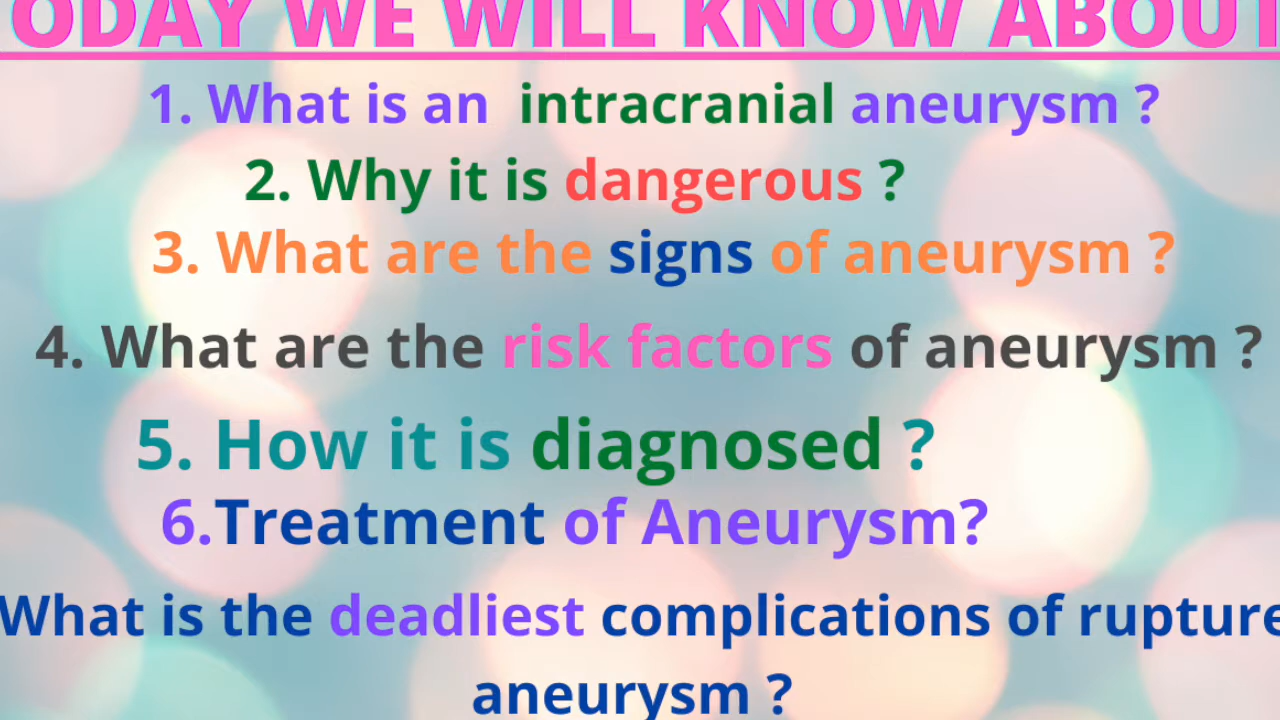 ODAY WE WILL KNOW ABOUT
1. What is an intracranial aneurysm ?
2. Why it is dangerous ?
3. What are the signs of aneurysm ?
4. What are the risk factors of aneurysm ?
5. How it is diagnosed ?
6.Treatment of Aneurysm?
What is the deadliest complications of rupture
aneurysm ?